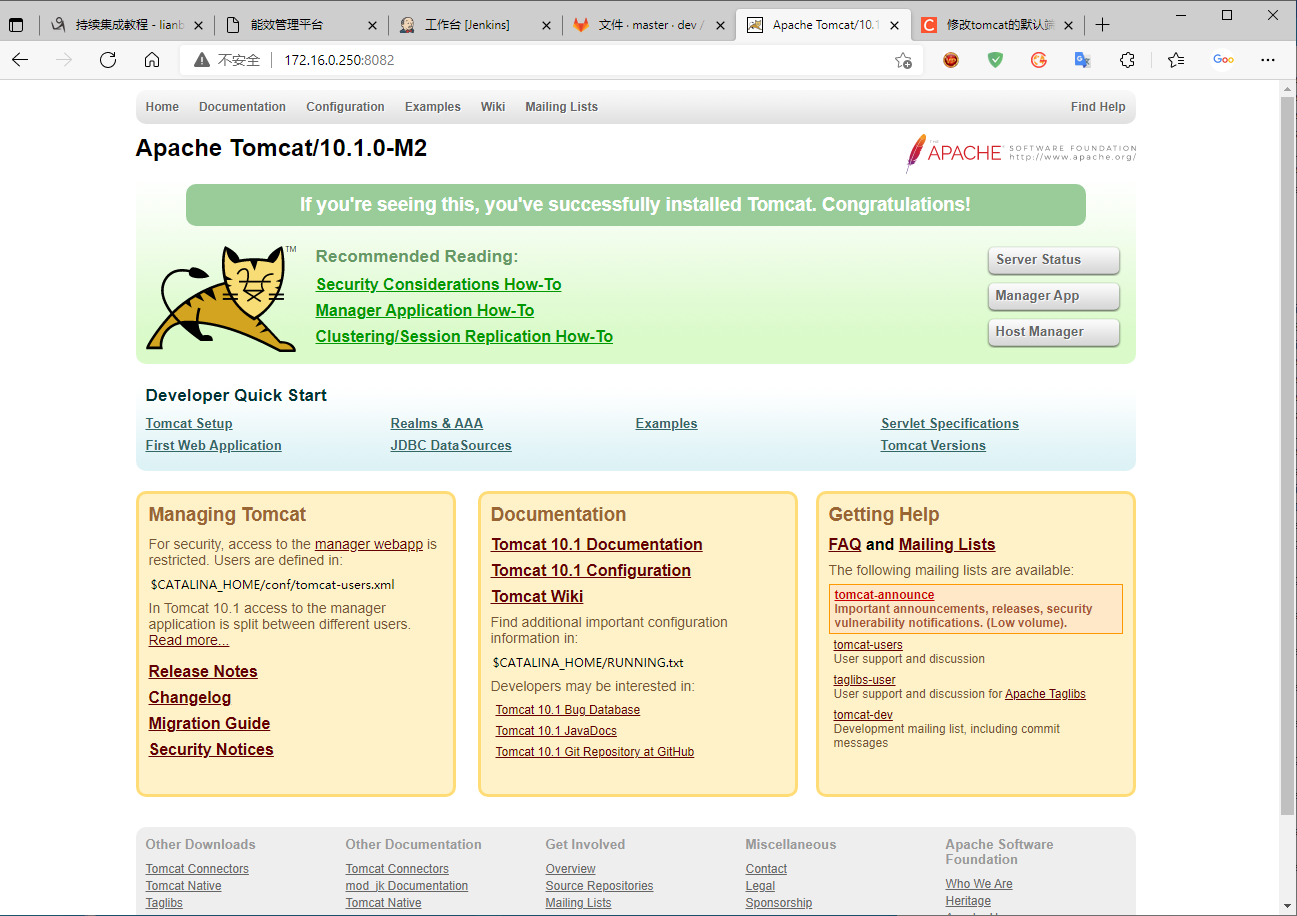 持续集成教程 - lianb
能效管理平台
工作台 [Jenkins]
文件 · master · dev /
Apache Tomcat/10.1
修改tomcat的默认端
不安全
172.16.0.250:8082
Goo
Home Documentation Configuration Examples Wiki Mailing Lists Find Help
Apache Tomcat/10.1.0-M2
APACHE SOFTWARE FOUNDATION
http://www.apache.org/
If you're seeing this, you've successfully installed Tomcat. Congratulations!
TM
Recommended Reading:
Security Considerations How-To
Manager Application How-To
Clustering/Session Replication How-To
Server Status
Manager App
Host Manager
Developer Quick Start
Tomcat Setup
First Web Application
Realms & AAA
JDBC DataSources
Examples
Servlet Specifications
Tomcat Versions
Managing Tomcat
For security, access to the manager webapp is
restricted. Users are defined in:
$CATALINA_HOME/conf/tomcat-users.xml
In Tomcat 10.1 access to the manager
application is split between different users.
Read more...
Release Notes
Changelog
Migration Guide
Security Notices
Documentation
Tomcat 10.1 Documentation
Tomcat 10.1 Configuration
Tomcat Wiki
Find additional important configuration
information in:
$CATALINA_HOME/RUNNING.txt
Developers may be interested in:
Tomcat 10.1 Bug Database
Tomcat 10.1 JavaDocs
Tomcat 10.1 Git Repository at GitHub
Getting Help
FAQ and Mailing Lists
The following mailing lists are available:
tomcat-announce
Important announcements, releases, security
vulnerability notifications. (Low volume).
tomcat-users
User support and discussion
taglibs-user
User support and discussion for Apache Taglibs
tomcat-dev
Development mailing list, including commit
messages
Other Downloads
Tomcat Connectors
Tomcat Native
Taglibs
Other Documentation
Tomcat Connectors
mod_jk Documentation
Tomcat Native
Get Involved
Overview
Source Repositories
Mailing Lists
Miscellaneous
Contact
Legal
Sponsorship
Apache Software
Foundation
Who We Are
Heritage